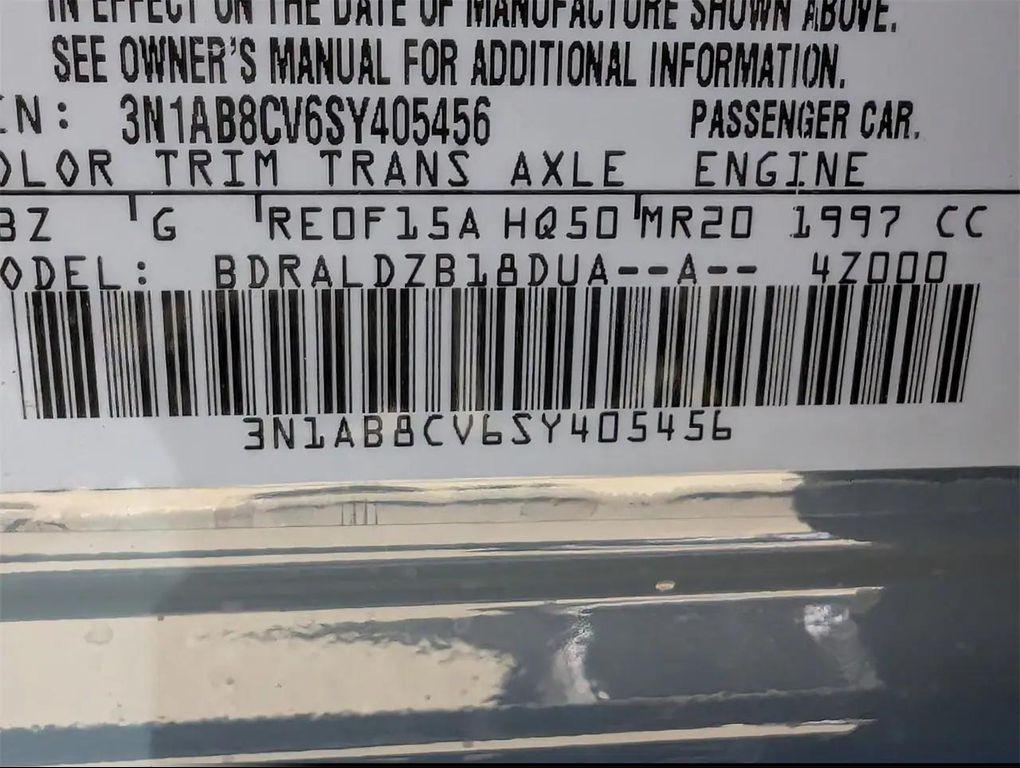 IN EFFECT ON THE DATE OF MANUFACTURE SHOWN ABOVE.
SEE OWNER'S MANUAL FOR ADDITIONAL INFORMATION.
IN: 3N1AB8CV6SY405456 PASSENGER CAR.
OLOR TRIM TRANS AXLE ENGINE
BZ G RE0F15A HQ50 MR20 1997 CC
ODEL: BDRALDZB18DUA--A-- 4Z000
3N1AB8CV6SY405456